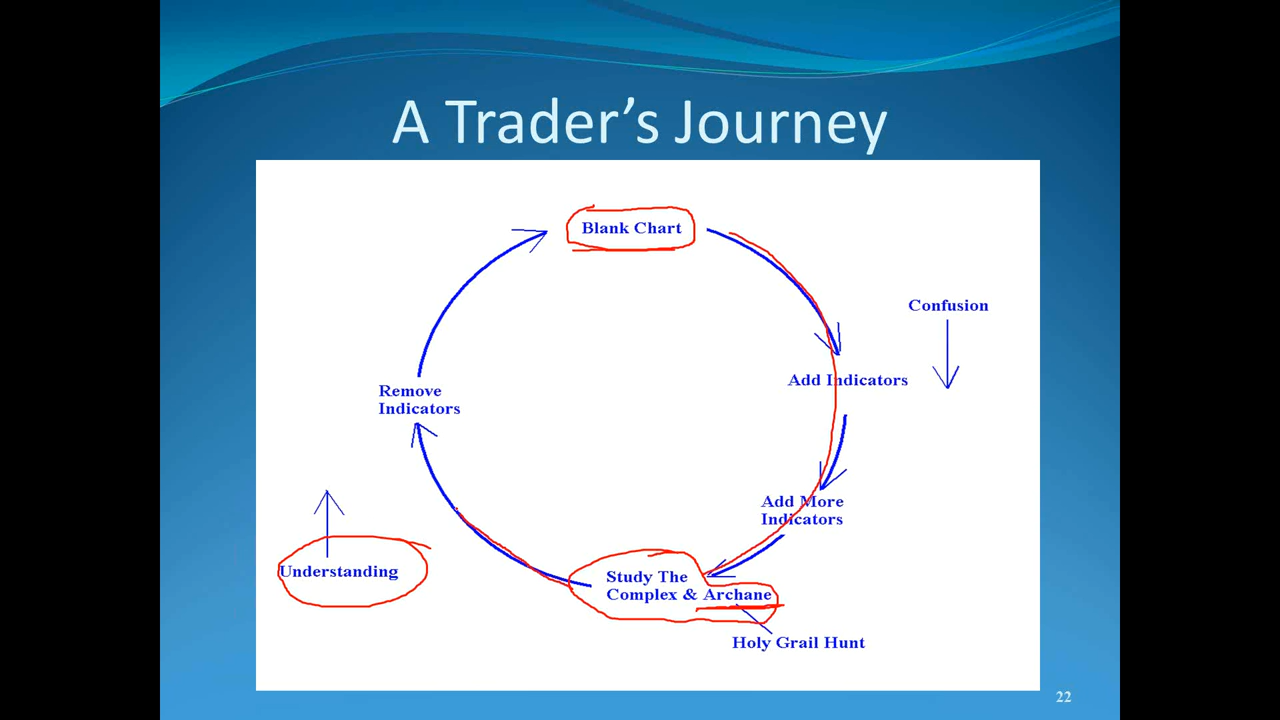 A Trader's Journey
Blank Chart
Confusion
Add Indicators
Remove
Indicators
Add More
Indicators
Understanding
Study The
Complex & Archane
Holy Grail Hunt
22